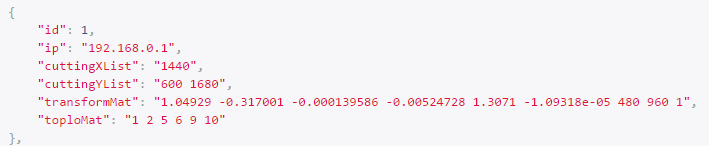 {
"id": 1,
"ip": "192.168.0.1",
"cuttingXList": "1440",
"cuttingYList": "600 1680",
"transformMat": "1.04929 -0.317001 -0.000139586 -0.00524728 1.3071 -1.09318e-05 480 960 1",
"toploMat": "1 2 5 6 9 10"
},